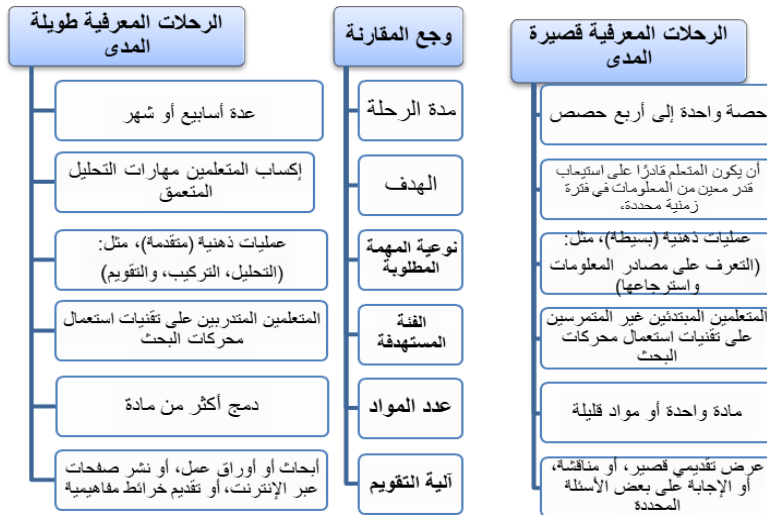 الرحلات المعرفية قصيرة
المدى
حصة واحدة إلى أربع حصص
أن يكون المتعلم قادرًا على استيعاب
قدر معين من المعلومات في فترة
زمنية محددة،
عمليات ذهنية (بسيطة)، مثل:
(التعرف على مصادر المعلومات
واسترجاعها)
المتعلمين المبتدئين غير المتمرسين
على تقنيات استعمال محركات
البحث
مادة واحدة أو مواد قليلة
عرض تقديمي قصير، أو مناقشة،
أو الإجابة على بعض الأسئلة
المحددة
وجع المقارنة
مدة الرحلة
الهدف
نوعية المهمة
المطلوبة
الفئة
المستهدفة
عدد المواد
آلية التقويم
الرحلات المعرفية طويلة
المدى
عدة أسابيع أو شهر
إكساب المتعلمين مهارات التحليل
المتعمق
عمليات ذهنية (متقدمة)، مثل:
(التحليل، التركيب، والتقويم)
المتعلمين المتدربين على تقنيات استعمال
محركات البحث
دمج أكثر من مادة
أبحاث أو أوراق عمل، أو نشر صفحات
عبر الإنترنت، أو تقديم خرائط مفاهيمية